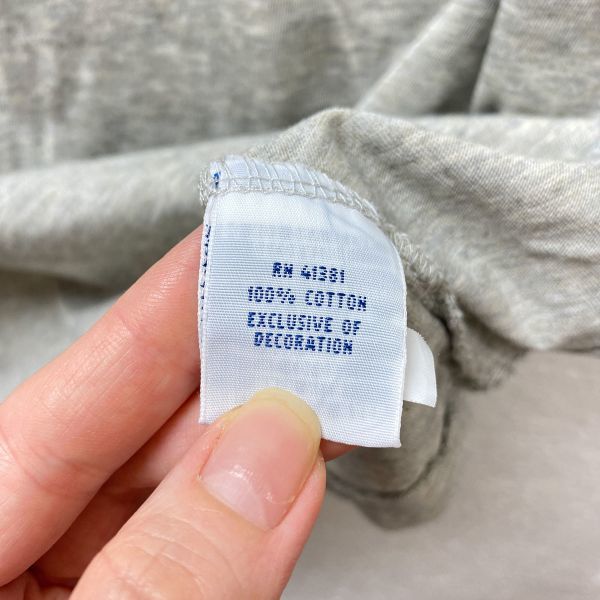 RN 41381
100% COTTON
EXCLUSIVE OF
DECORATION